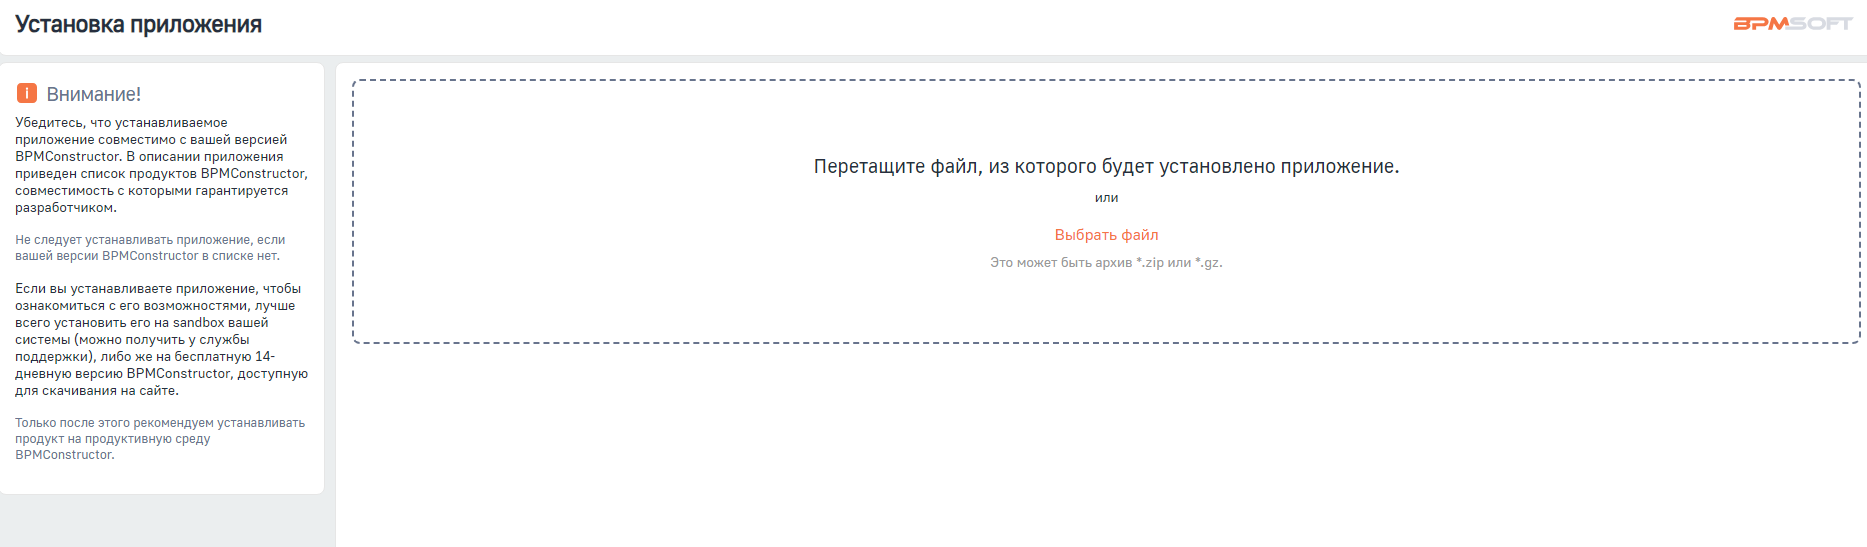 Установка приложения
BPMSOFT
Внимание!
Убедитесь, что устанавливаемое
приложение совместимо с вашей версией
BPMConstructor. В описании приложения
приведен список продуктов BPMConstructor,
совместимость с которыми гарантируется
разработчиком.
Не следует устанавливать приложение, если
вашей версии BPMConstructor в списке нет.
Если вы устанавливаете приложение, чтобы
ознакомиться с его возможностями, лучше
всего установить его на sandbox вашей
системы (можно получить у службы
поддержки), либо же на бесплатную 14-
дневную версию BPMConstructor, доступную
для скачивания на сайте.
Только после этого рекомендуем устанавливать
продукт на продуктивную среду
BPMConstructor.
Перетащите файл, из которого будет установлено приложение.
или
Выбрать файл
Это может быть архив *.zip или *.gz.